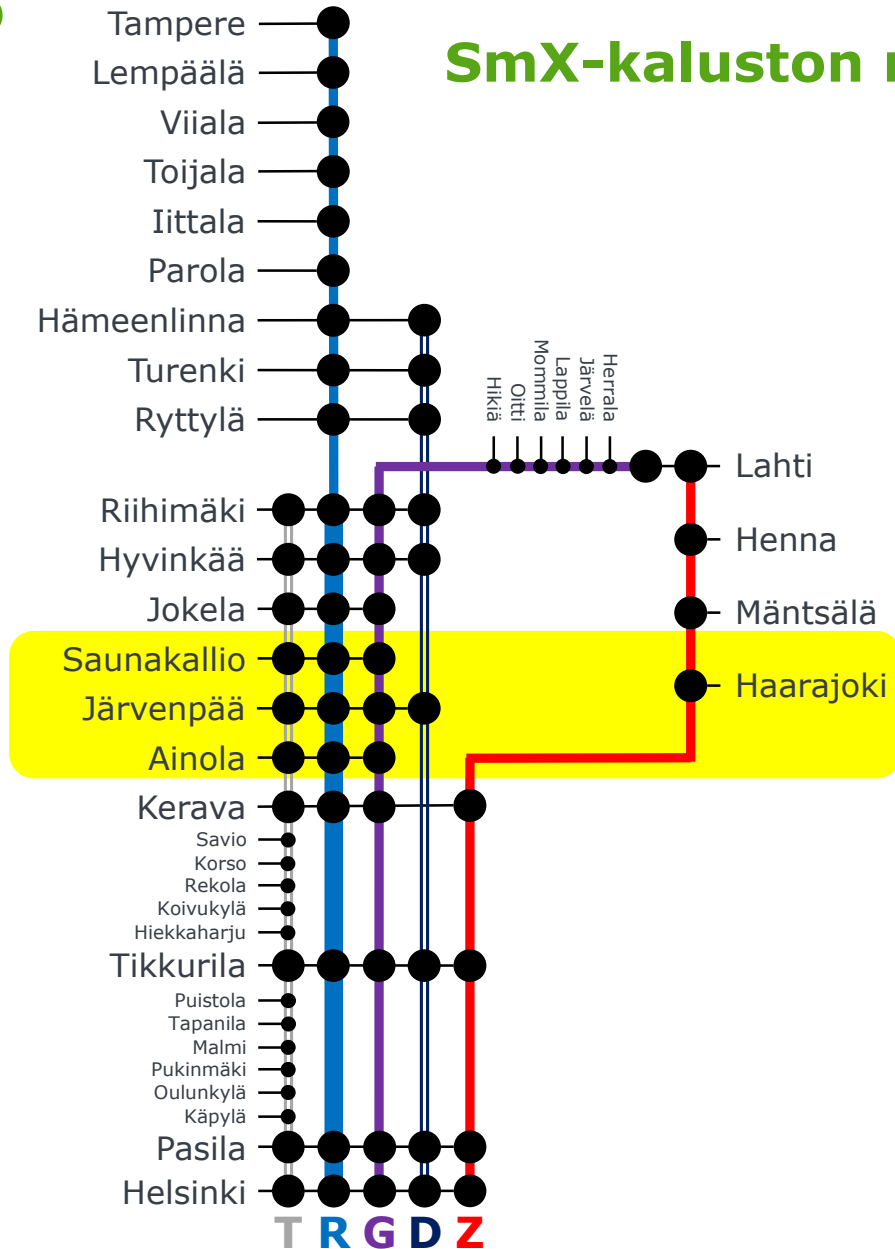 SmX-kaluston
Tampere
Lempäälä
Viiala
Toijala
Iittala
Parola
Hämeenlinna
Turenki
Ryttylä
Hikiä
Oitti
Mommila
Lappila
Järvelä
Herrala
Lahti
Riihimäki
Henna
Hyvinkää
Jokela
Mäntsälä
Saunakallio
Haarajoki
Järvenpää
Ainola
Kerava
Savio
Korso
Rekola
Koivukylä
Hiekkaharju
Tikkurila
Puistola
Tapanila
Malmi
Pukinmäki
Oulunkylä
Käpylä
Pasila
Helsinki
T R G D Z